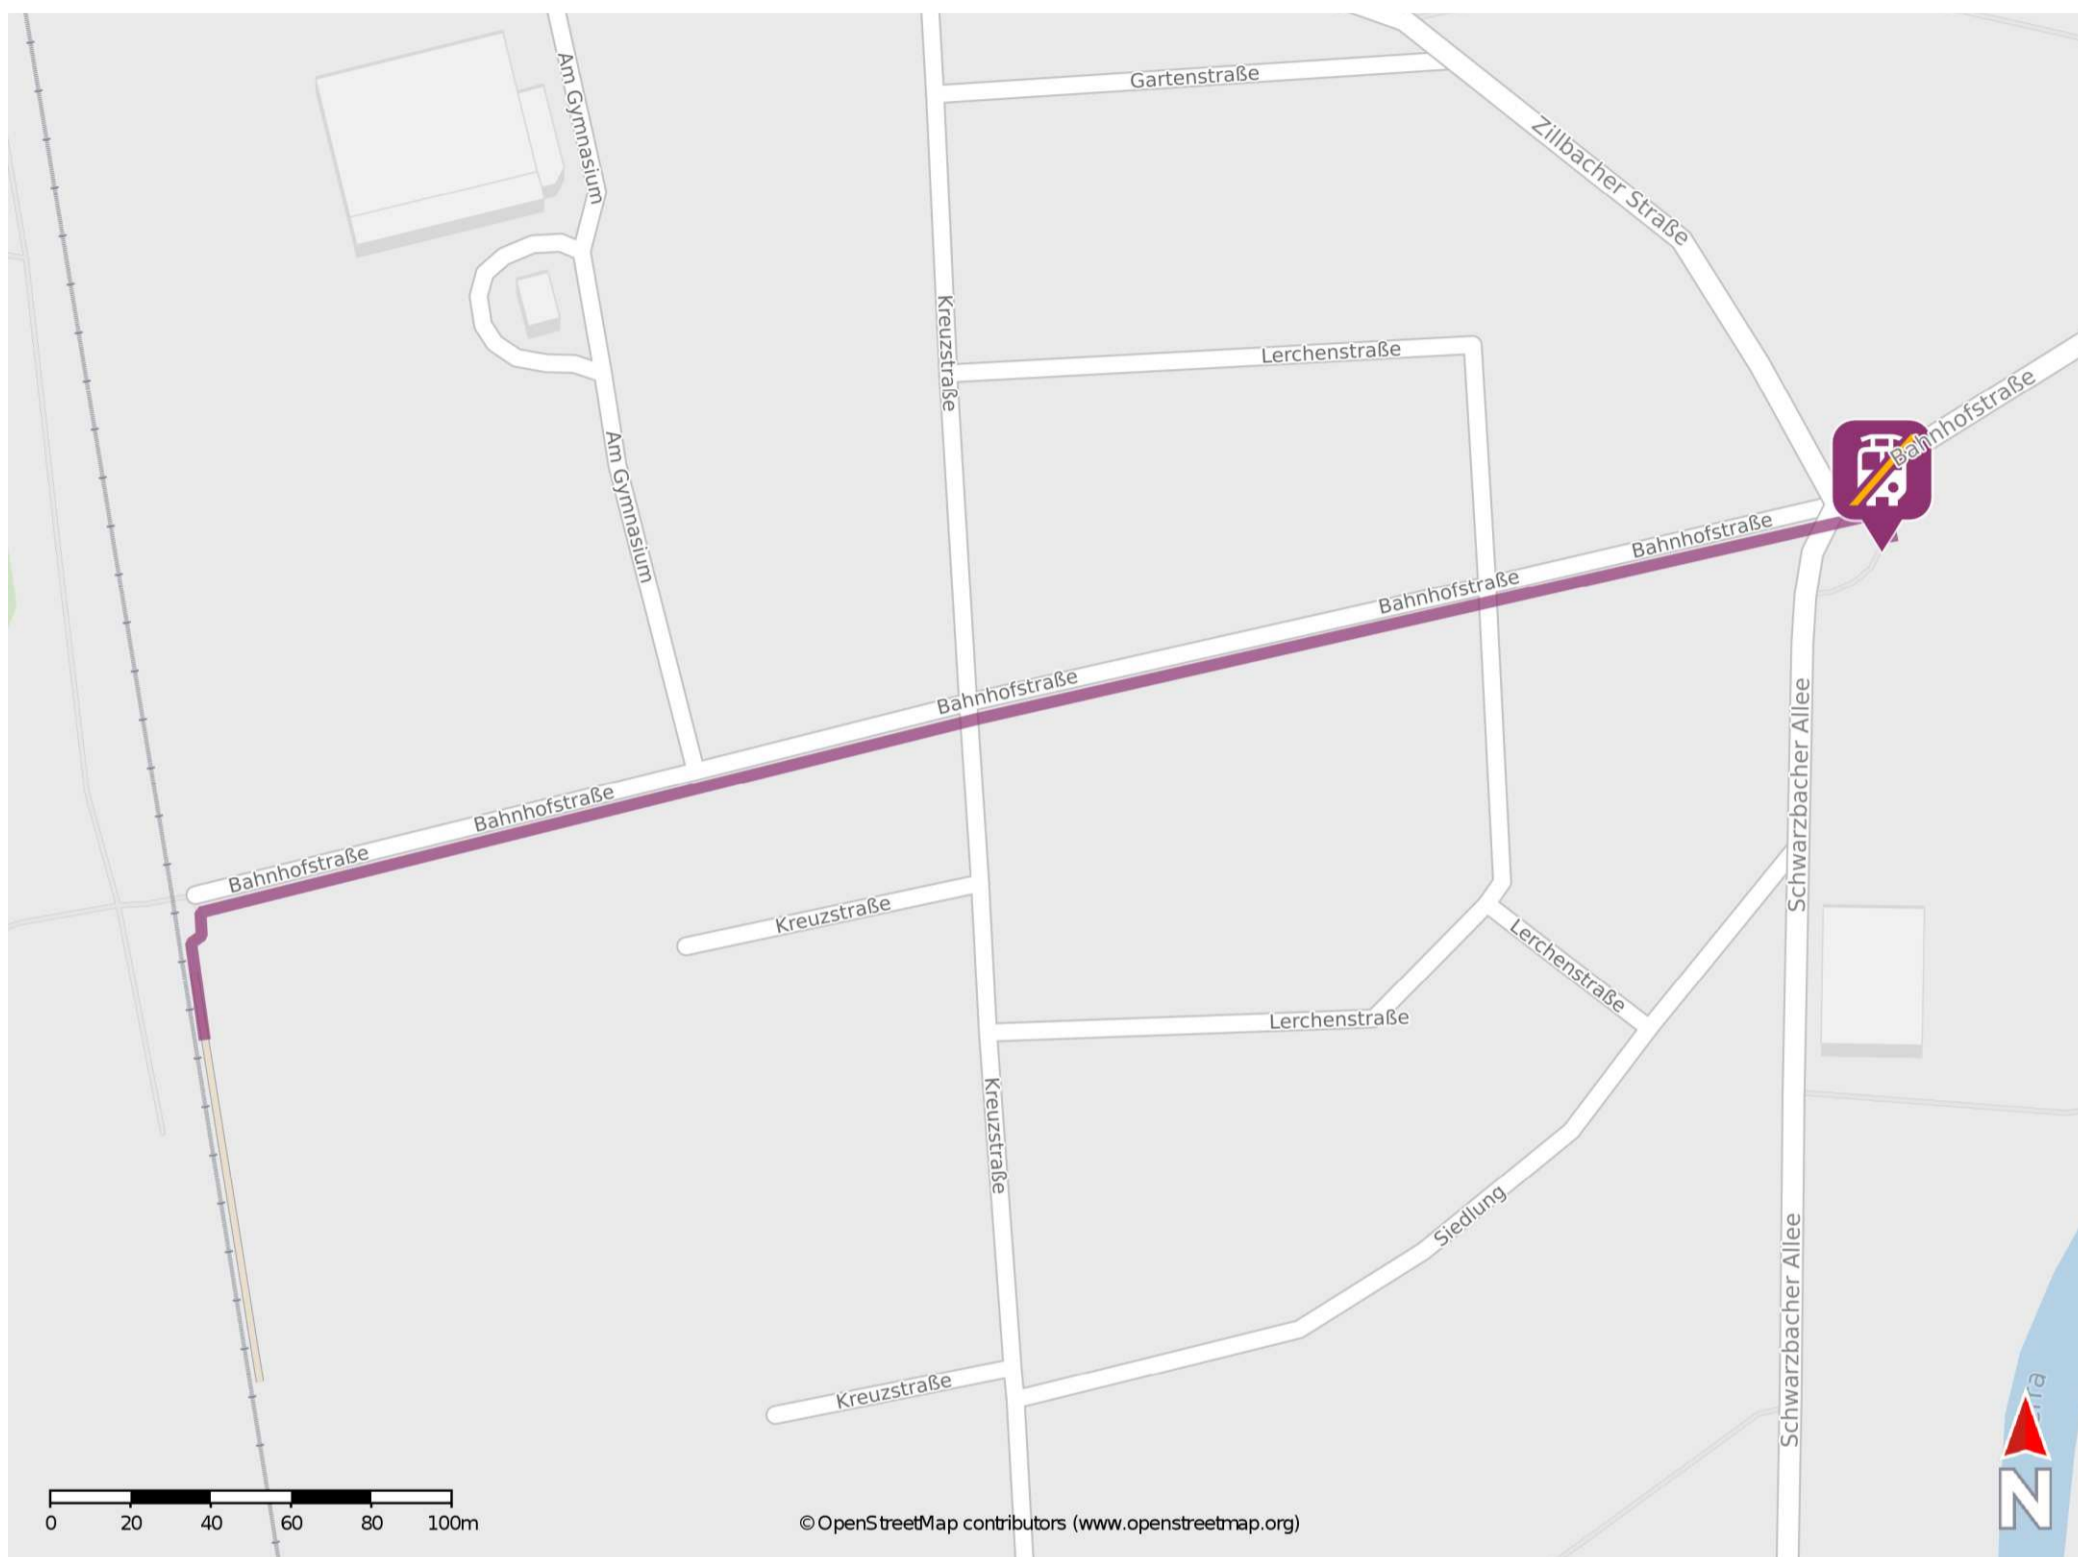 Am Gymnasium
Gartenstraße
Zillbacher Straße
Kreuzstraße
Lerchenstraße
Bahnhofstraße
Am Gymnasium
Bahnhofstraße
Bahnhofstraße
Bahnhofstraße
Bahnhofstraße
Bahnhofstraße
Schwarzbacher Allee
Kreuzstraße
Lerchenstraße
Lerchenstraße
Kreuzstraße
Siedlung
Schwarzbacher Allee
Kreuzstraße
N
0 20 40 60 80 100m
© OpenStreetMap contributors (www.openstreetmap.org)